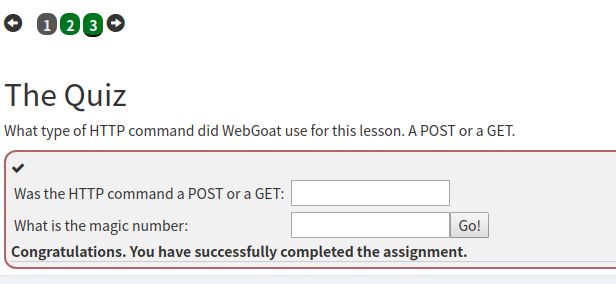 1 2 3
The Quiz
What type of HTTP command did WebGoat use for this lesson. A POST or a GET.
Was the HTTP command a POST or a GET:
What is the magic number: Go!
Congratulations. You have successfully completed the assignment.